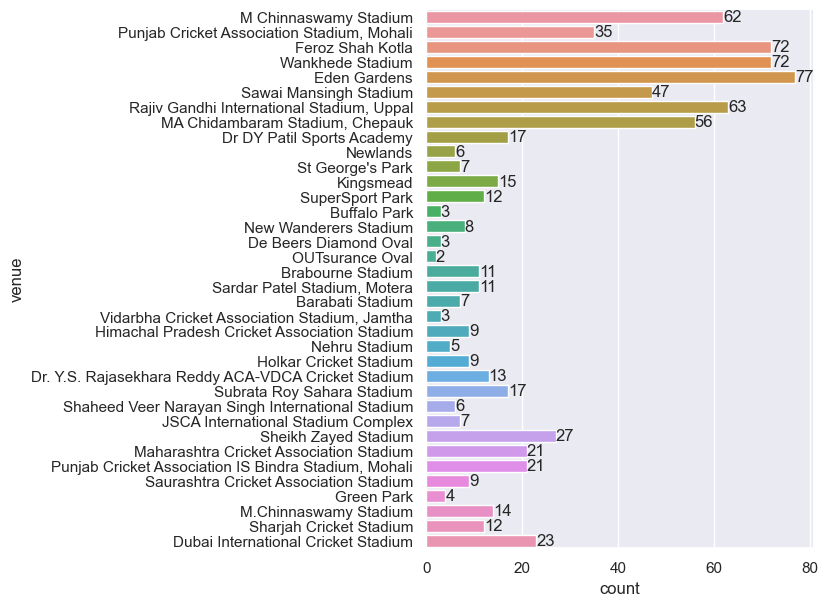 M Chinnaswamy Stadium 62
Punjab Cricket Association Stadium, Mohali 35
Feroz Shah Kotla 72
Wankhede Stadium 72
Eden Gardens 77
Sawai Mansingh Stadium 47
Rajiv Gandhi International Stadium, Uppal 63
MA Chidambaram Stadium, Chepauk 56
Dr DY Patil Sports Academy 17
Newlands 6
St George's Park 7
Kingsmead 15
SuperSport Park 12
Buffalo Park 3
New Wanderers Stadium 8
De Beers Diamond Oval 3
OUTsurance Oval 2
Brabourne Stadium 11
Sardar Patel Stadium, Motera 11
Barabati Stadium 7
Vidarbha Cricket Association Stadium, Jamtha 3
Himachal Pradesh Cricket Association Stadium 9
Nehru Stadium 5
Holkar Cricket Stadium 9
Dr. Y.S. Rajasekhara Reddy ACA-VDCA Cricket Stadium 13
Subrata Roy Sahara Stadium 17
Shaheed Veer Narayan Singh International Stadium 6
JSCA International Stadium Complex 7
Sheikh Zayed Stadium 27
Maharashtra Cricket Association Stadium 21
Punjab Cricket Association IS Bindra Stadium, Mohali 21
Saurashtra Cricket Association Stadium 9
Green Park 4
M.Chinnaswamy Stadium 14
Sharjah Cricket Stadium 12
Dubai International Cricket Stadium 23
venue
0 20 40 60 80
count